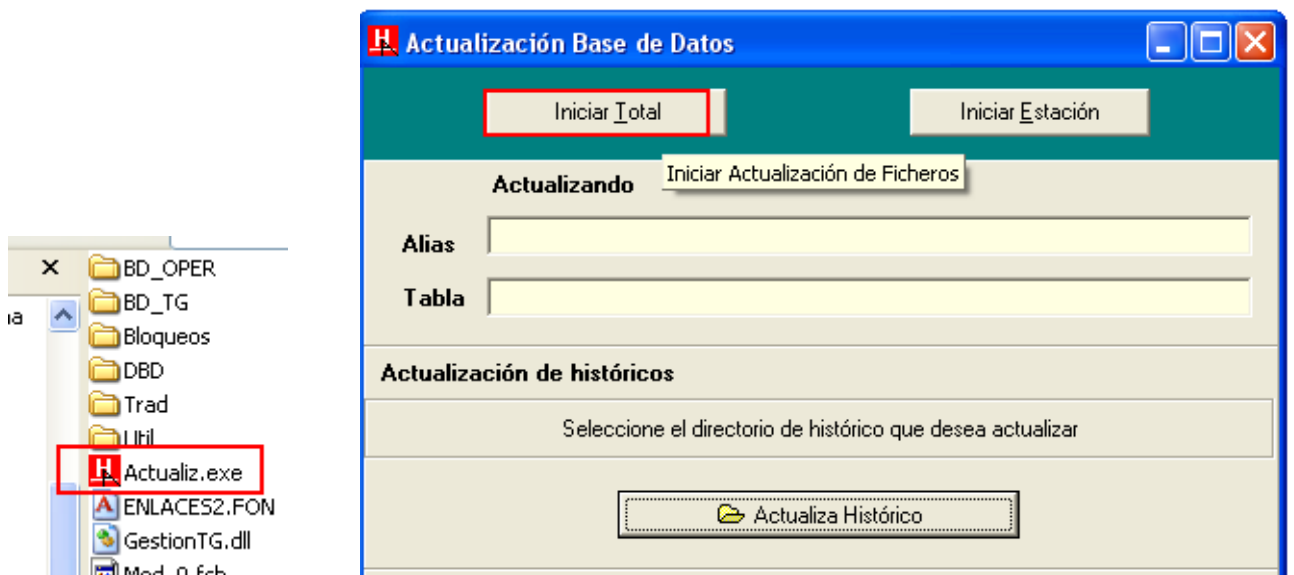 BD_OPER
BD_TG
Bloqueos
DBD
Trad
Util
Actualiz.exe
ENLACES2.FON
GestionTG.dll
Mod_0.fcb
Actualización Base de Datos
Iniciar Total
Iniciar Estación
Iniciar Actualización de Ficheros
Actualizando
Alias
Tabla
Actualización de históricos
Seleccione el directorio de histórico que desea actualizar
Actualiza Histórico